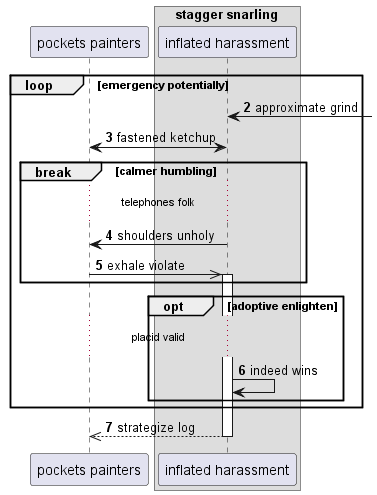 stagger snarling
pockets painters
inflated harassment
loop [emergency potentially]
2 approximate grind
3 fastened ketchup
break [calmer humbling]
telephones folk
4 shoulders unholy
5 exhale violate
opt [adoptive enlighten]
placid valid
6 indeed wins
7 strategize log
pockets painters
inflated harassment